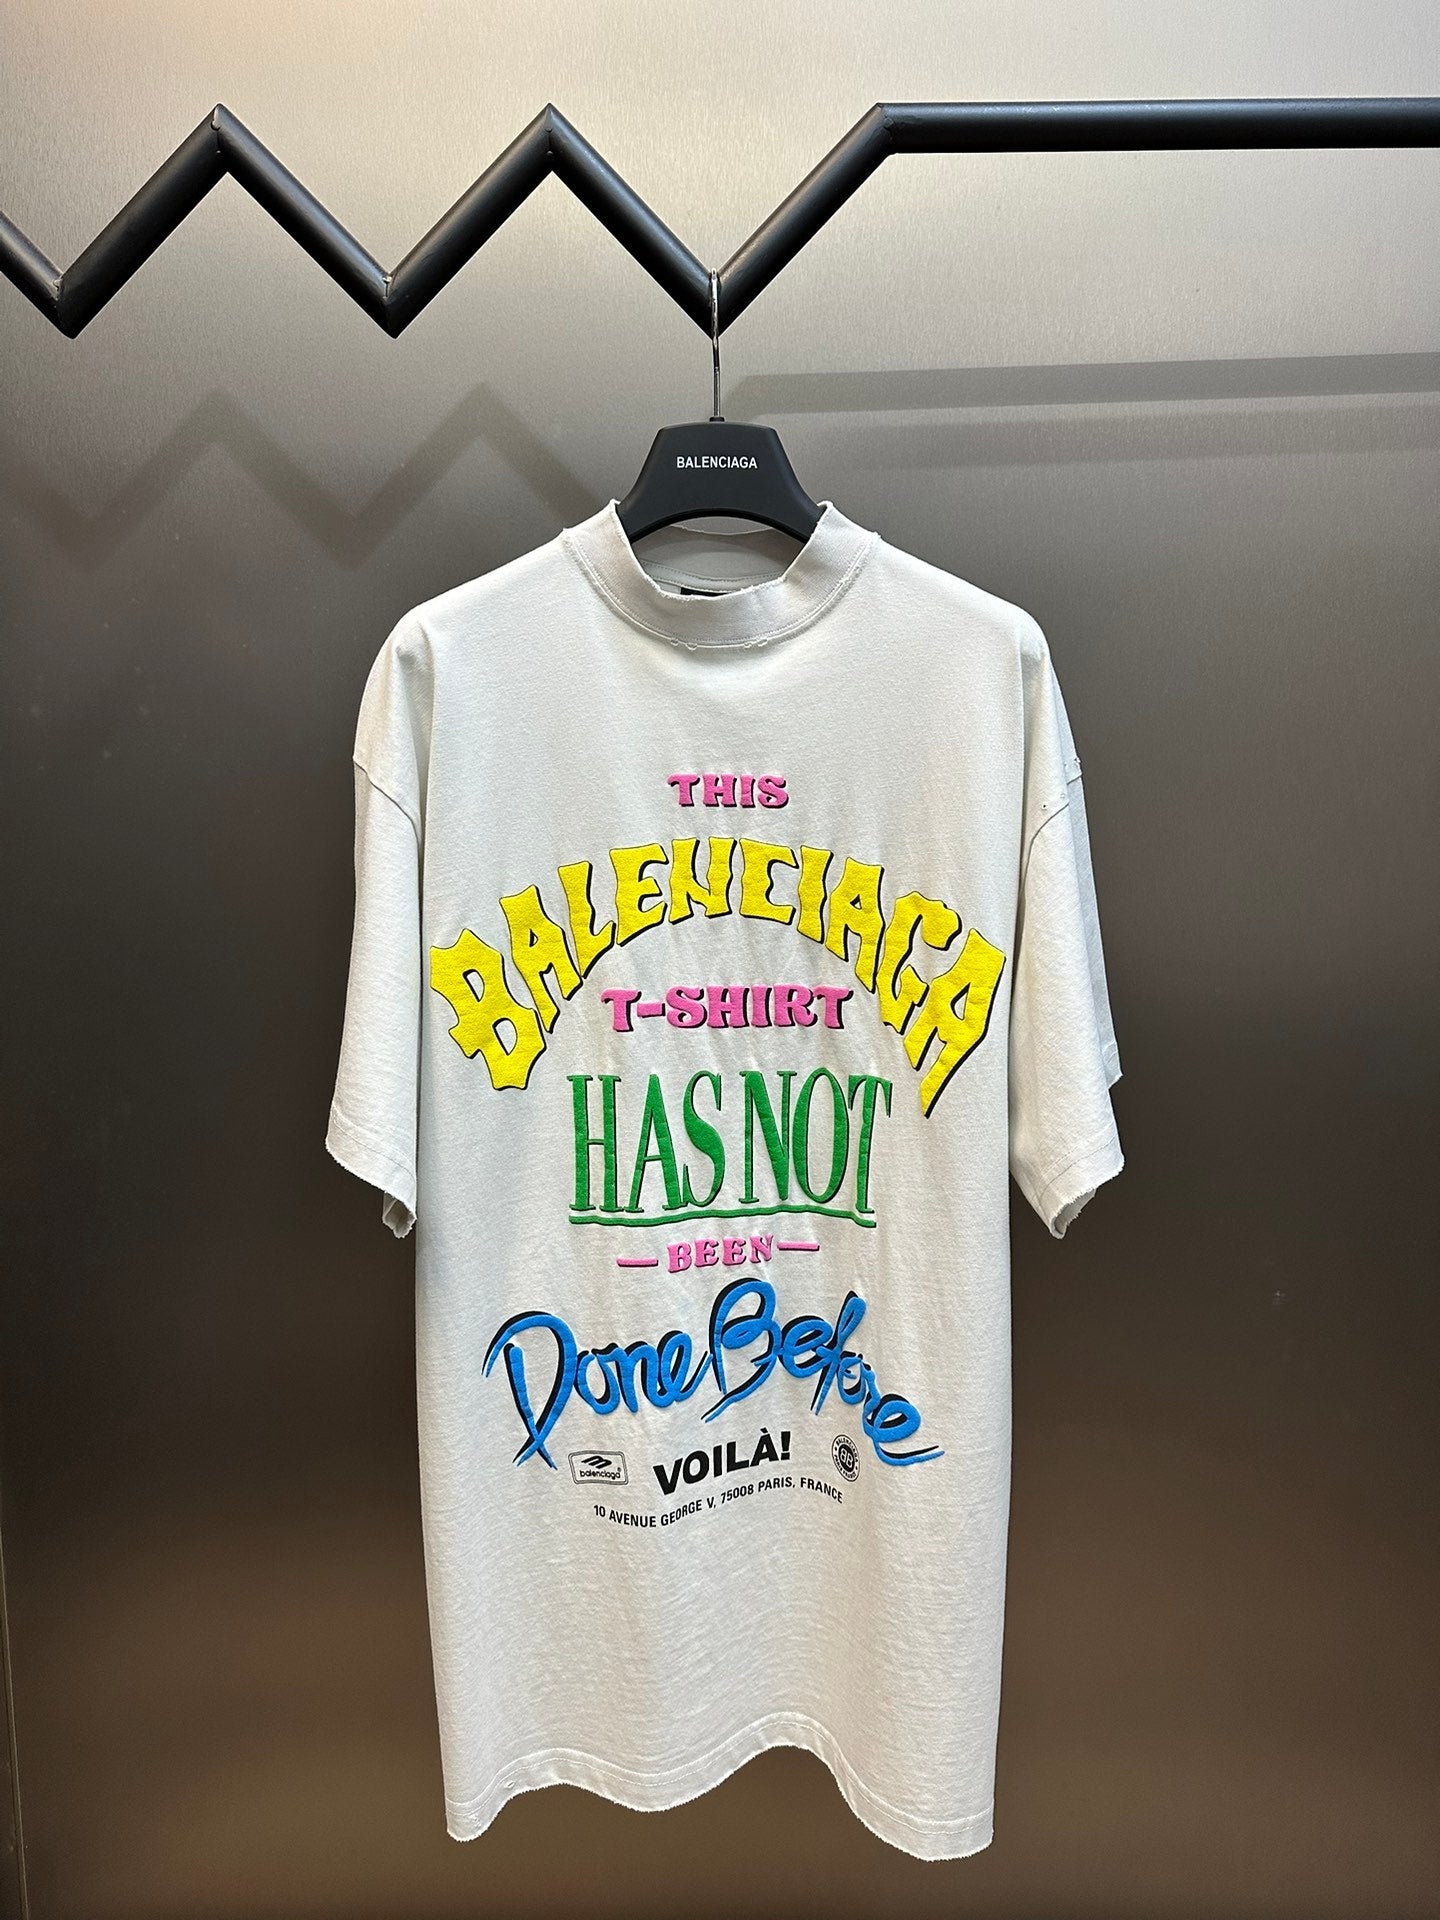 BALENCIAGA
THIS
BALENCIAGA
T-SHIRT
HAS NOT
—BEEN—
Done Before
balenciaga®
VOILÀ!
10 AVENUE GEORGE V, 75008 PARIS, FRANCE